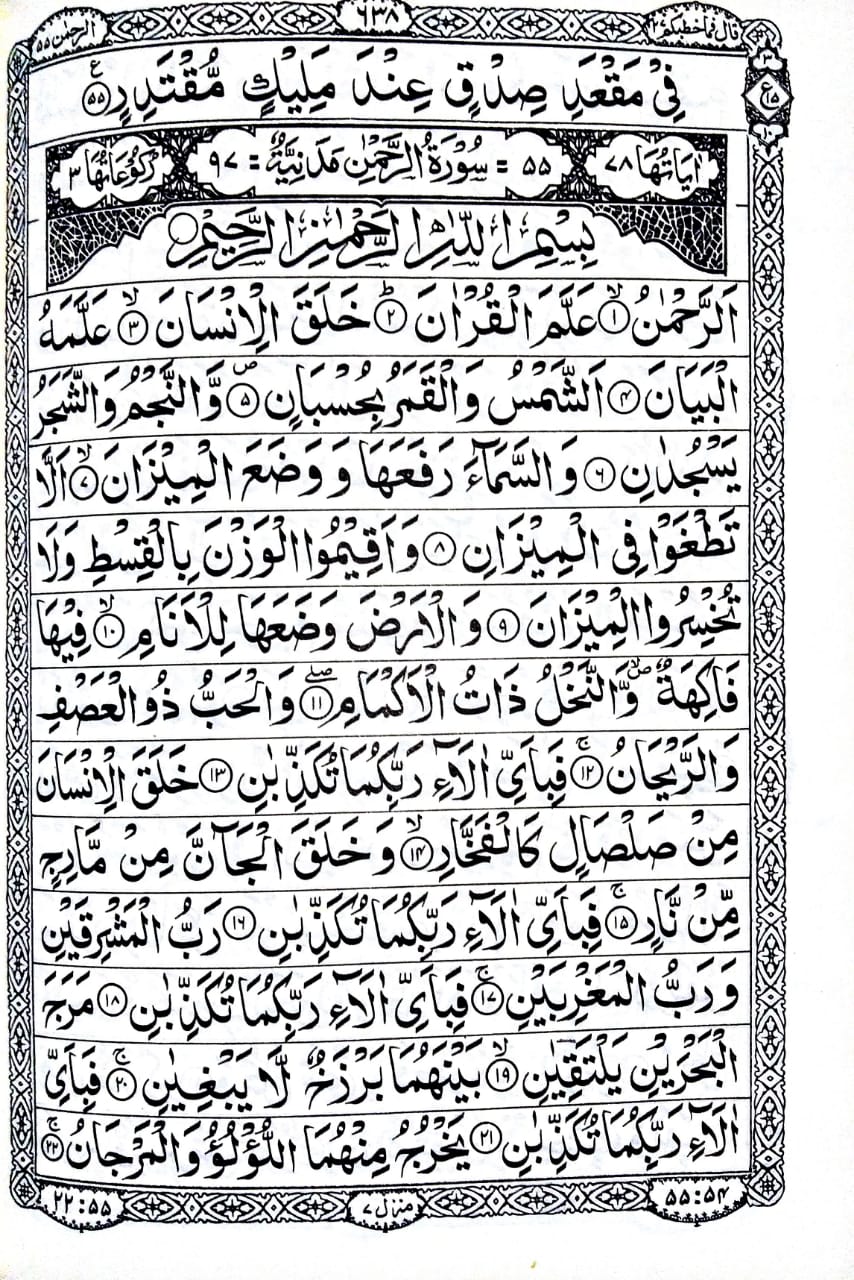 قال فما خطبكم ٢٧ ٦٣٨ الرحمٰن ٥٥
فِيْ مَقْعَدِ صِدْقٍ عِنْدَ مَلِيْكٍ مُّقْتَدِرٍ ۝٥٥ ع
٣ ع ١٥ ١٠
اٰيَاتُهَا ٧٨ ٥٥ = سُوْرَةُ الرَّحْمٰنِ مَدَنِيَّةٌ = ٩٧ رُكُوْعَاتُهَا ٣
بِسْمِ اللّٰهِ الرَّحْمٰنِ الرَّحِيْمِ
اَلرَّحْمٰنُ ۝١ۙ عَلَّمَ الْقُرْاٰنَ ۝٢ؕ خَلَقَ الْاِنْسَانَ ۝٣ۙ عَلَّمَهُ
الْبَيَانَ ۝٤ اَلشَّمْسُ وَالْقَمَرُ بِحُسْبَانٍ ۝٥ۖ وَّالنَّجْمُ وَالشَّجَرُ
يَسْجُدٰنِ ۝٦ وَالسَّمَآءَ رَفَعَهَا وَوَضَعَ الْمِيْزَانَ ۝٧ۙ اَلَّا
تَطْغَوْا فِي الْمِيْزَانِ ۝٨ وَاَقِيْمُوا الْوَزْنَ بِالْقِسْطِ وَلَا
تُخْسِرُوا الْمِيْزَانَ ۝٩ وَالْاَرْضَ وَضَعَهَا لِلْاَنَامِ ۝١٠ۙ فِيْهَا
فَاكِهَةٌ ۙۖ وَّالنَّخْلُ ذَاتُ الْاَكْمَامِ ۝١١ۖ وَالْحَبُّ ذُو الْعَصْفِ
وَالرَّيْحَانُ ۝١٢ۚ فَبِاَيِّ اٰلَآءِ رَبِّكُمَا تُكَذِّبٰنِ ۝١٣ خَلَقَ الْاِنْسَانَ
مِنْ صَلْصَالٍ كَالْفَخَّارِ ۝١٤ۙ وَخَلَقَ الْجَآنَّ مِنْ مَّارِجٍ
مِّنْ نَّارٍ ۝١٥ۚ فَبِاَيِّ اٰلَآءِ رَبِّكُمَا تُكَذِّبٰنِ ۝١٦ رَبُّ الْمَشْرِقَيْنِ
وَرَبُّ الْمَغْرِبَيْنِ ۝١٧ۚ فَبِاَيِّ اٰلَآءِ رَبِّكُمَا تُكَذِّبٰنِ ۝١٨ مَرَجَ
الْبَحْرَيْنِ يَلْتَقِيٰنِ ۝١٩ۙ بَيْنَهُمَا بَرْزَخٌ لَّا يَبْغِيٰنِ ۝٢٠ۚ فَبِاَيِّ
اٰلَآءِ رَبِّكُمَا تُكَذِّبٰنِ ۝٢١ يَخْرُجُ مِنْهُمَا اللُّؤْلُؤُ وَالْمَرْجَانُ ۝٢٢ۚ
٥٥:٥٤ منزل ٧ ٢٢:٥٥